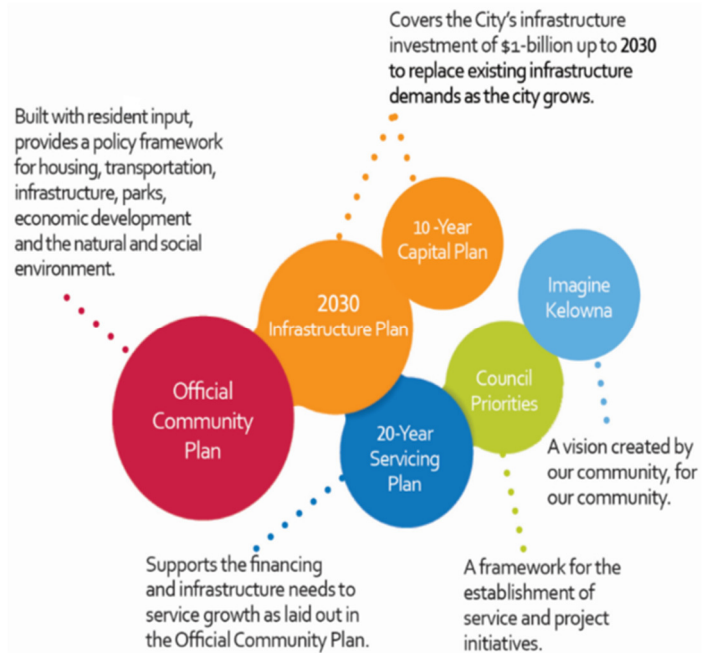 Covers the City's infrastructure
investment of $1-billion up to 2030
to replace existing infrastructure
demands as the city grows.
Built with resident input,
provides a policy framework
for housing, transportation,
infrastructure, parks,
economic development
and the natural and social
environment.
10 -Year
Capital Plan
Imagine
Kelowna
2030
Infrastructure Plan
Council
Priorities
Official
Community
Plan
20-Year
Servicing
Plan
A vision created by
our community, for
our community.
Supports the financing
and infrastructure needs to
service growth as laid out in
the Official Community Plan.
A framework for the
establishment of
service and project
initiatives.